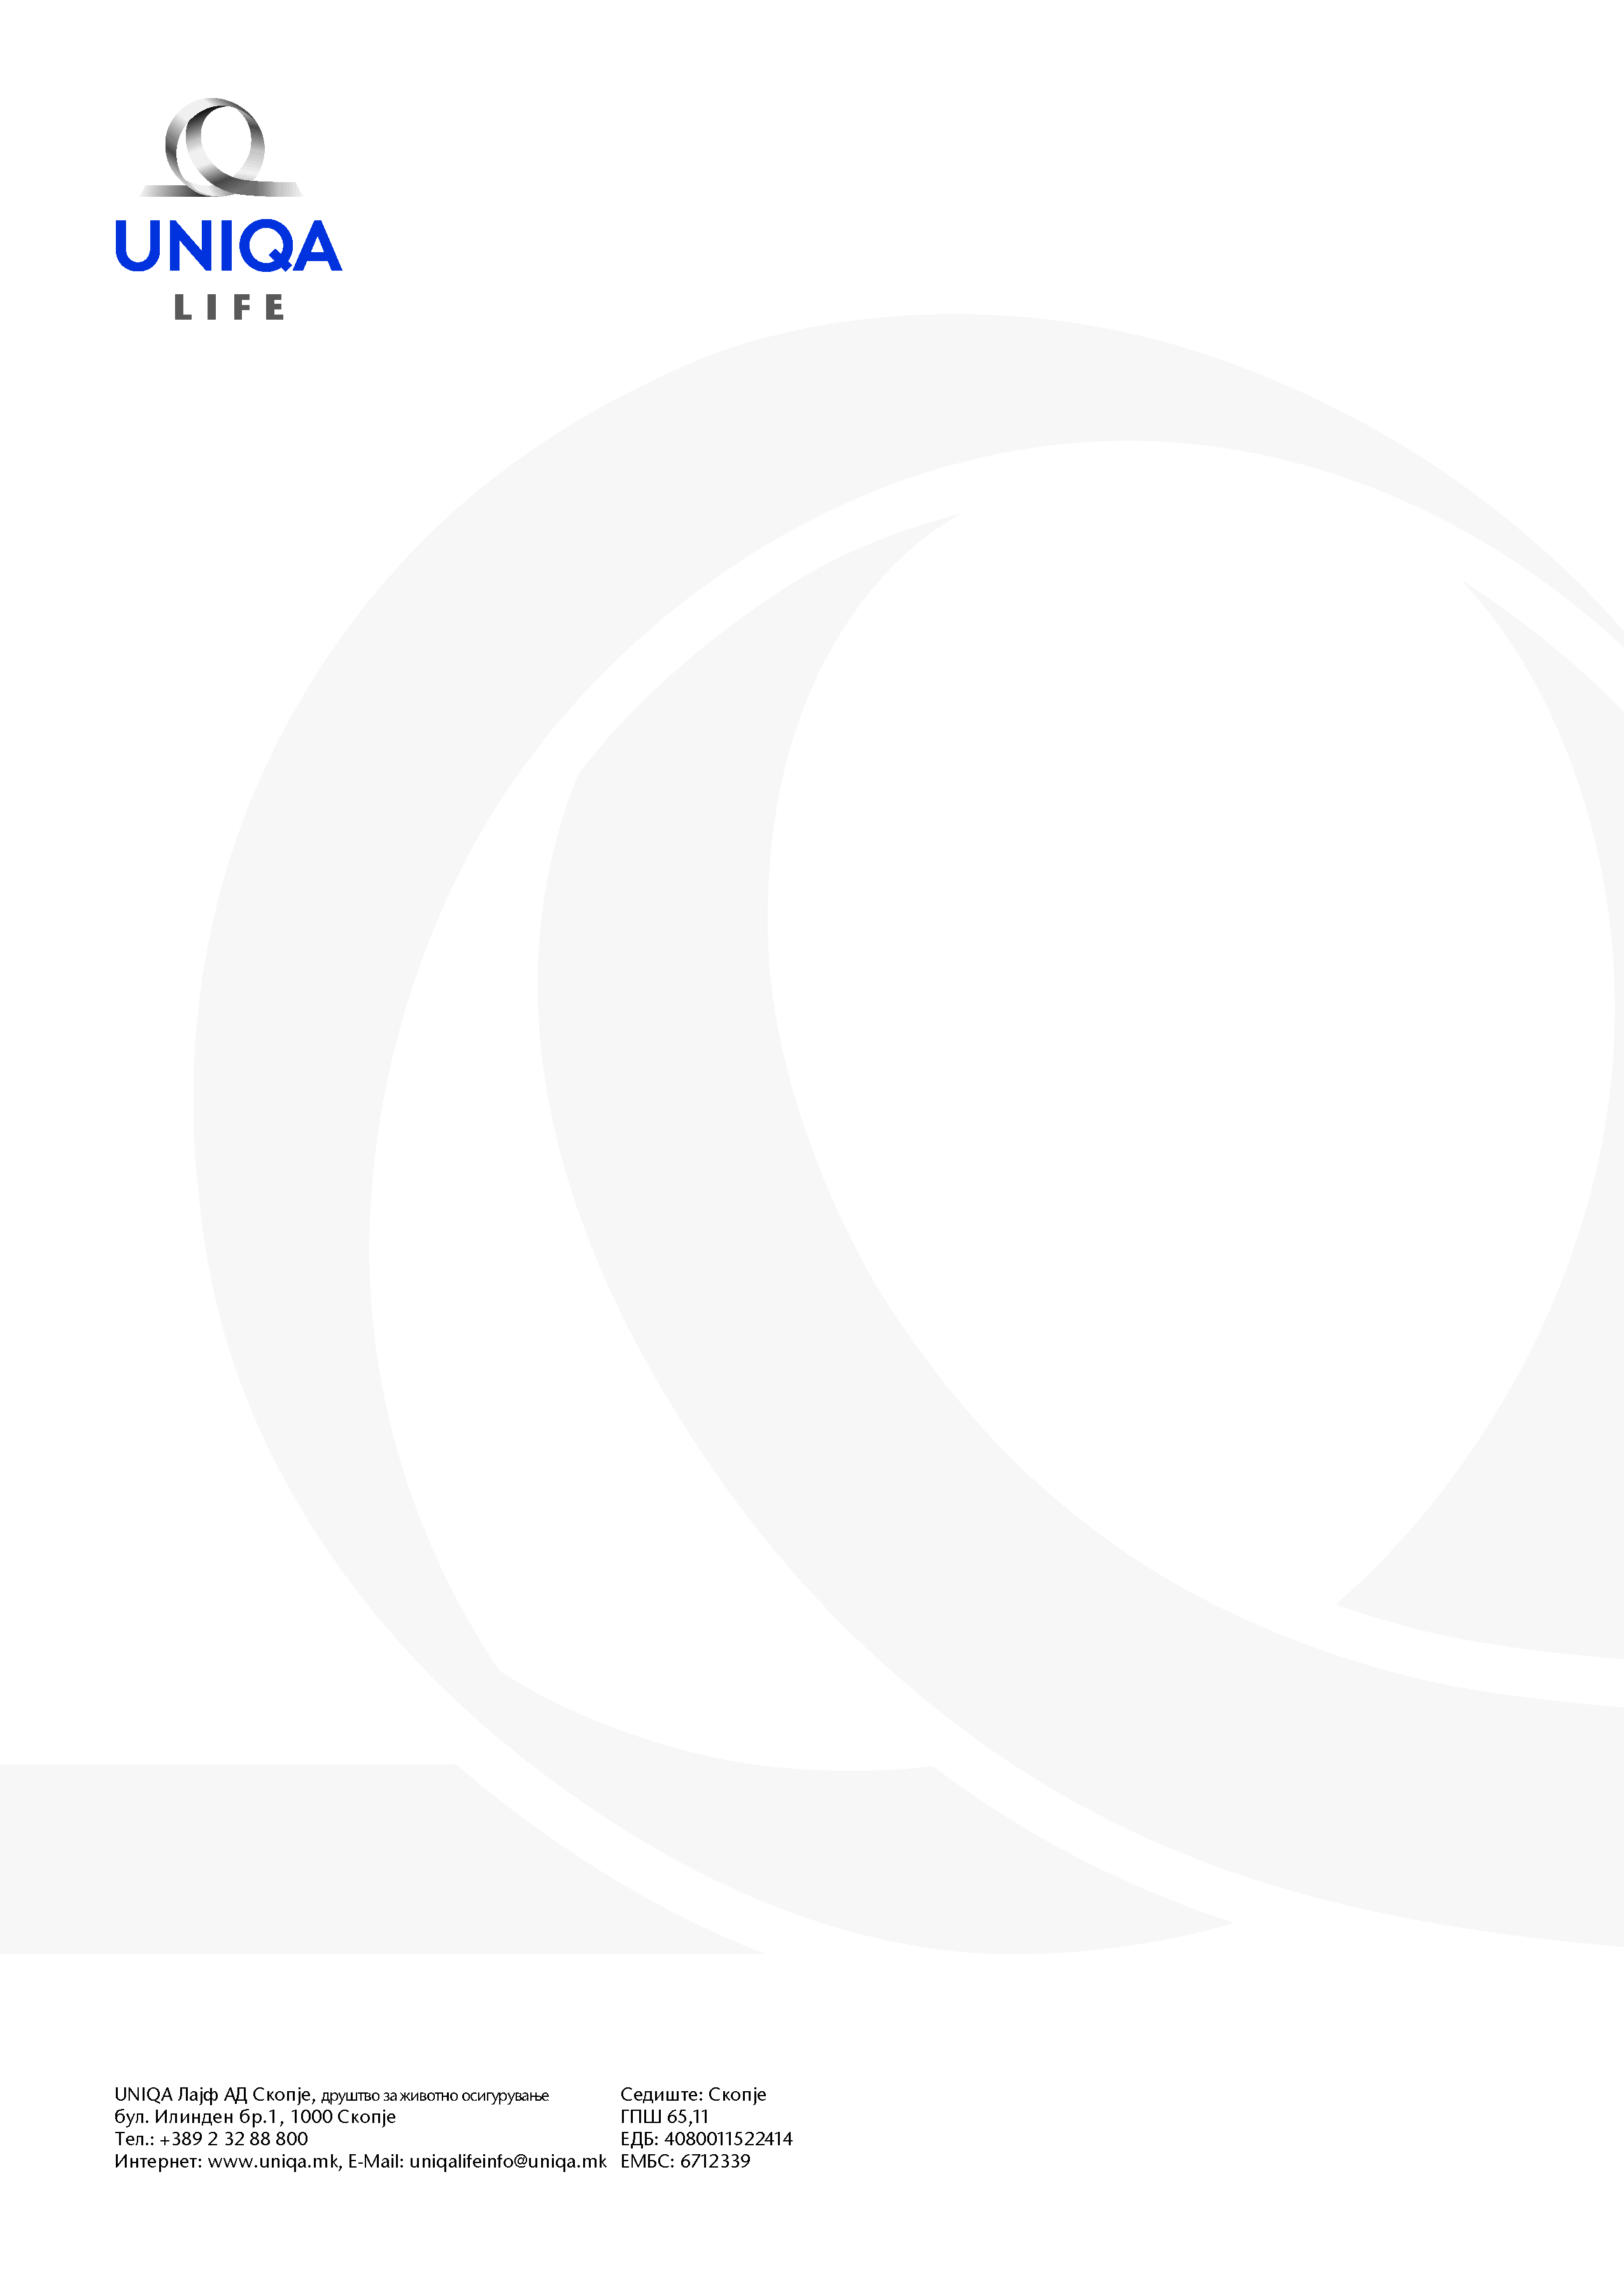 UNIQA
LIFE
UNIQA Лајф АД Скопје, друштво за животно осигурување
бул. Илинден бр.1, 1000 Скопје
Тел.: +389 2 32 88 800
Интернет: www.uniqa.mk, E-Mail: uniqalifeinfo@uniqa.mk
Седиште: Скопје
ГПШ 65,11
ЕДБ: 4080011522414
ЕМБС: 6712339